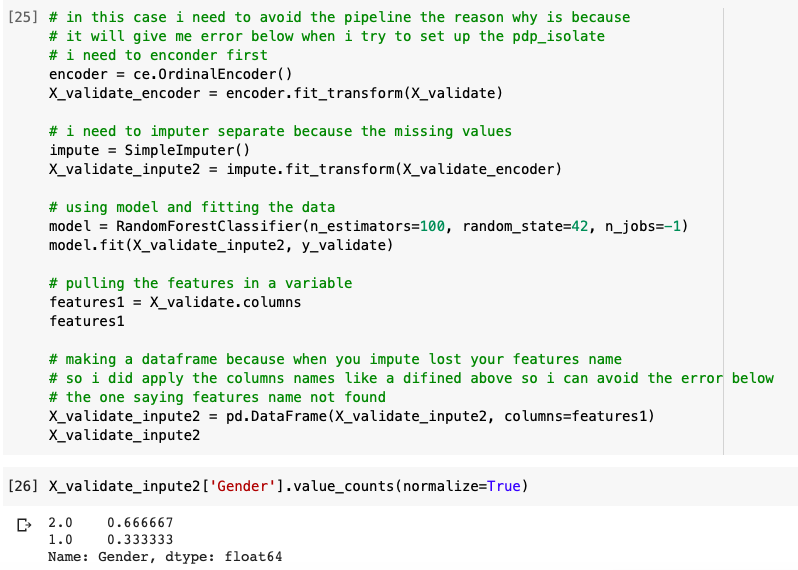 [25] # in this case i need to avoid the pipeline the reason why is because
# it will give me error below when i try to set up the pdp_isolate
# i need to enconder first
encoder = ce.OrdinalEncoder()
X_validate_encoder = encoder.fit_transform(X_validate)
# i need to imputer separate because the missing values
impute = SimpleImputer()
X_validate_inpute2 = impute.fit_transform(X_validate_encoder)
# using model and fitting the data
model = RandomForestClassifier(n_estimators=100, random_state=42, n_jobs=-1)
model.fit(X_validate_inpute2, y_validate)
# pulling the features in a variable
features1 = X_validate.columns
features1
# making a dataframe because when you impute lost your features name
# so i did apply the columns names like a difined above so i can avoid the error below
# the one saying features name not found
X_validate_inpute2 = pd.DataFrame(X_validate_inpute2, columns=features1)
X_validate_inpute2
[26] X_validate_inpute2['Gender'].value_counts(normalize=True)
2.0 0.666667
1.0 0.333333
Name: Gender, dtype: float64